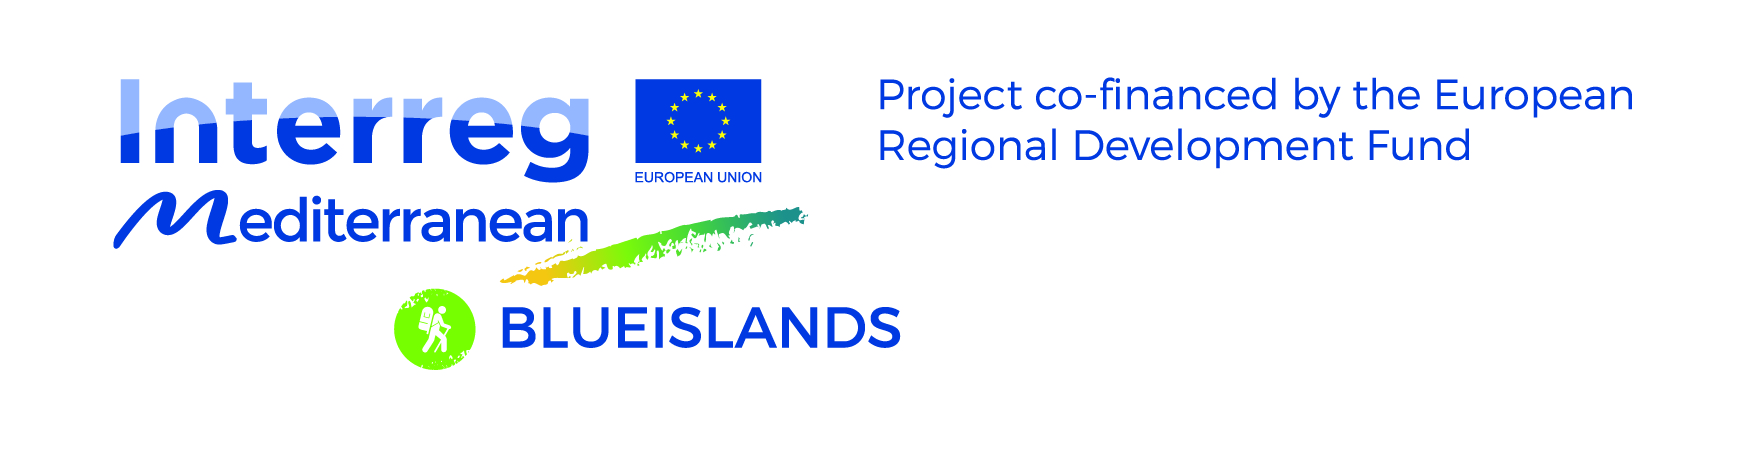 Interreg
EUROPEAN UNION
Mediterranean
BLUEISLANDS
Project co-financed by the European
Regional Development Fund